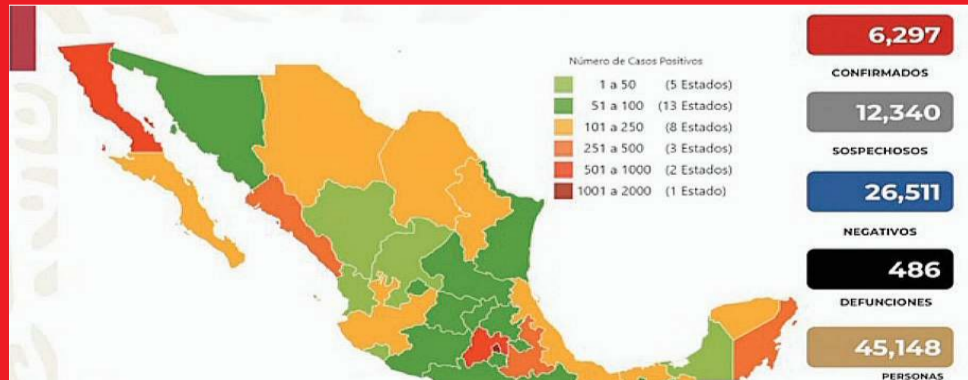 Número de Casos Positivos
1 a 50 (5 Estados)
51 a 100 (13 Estados)
101 a 250 (8 Estados)
251 a 500 (3 Estados)
501 a 1000 (2 Estados)
1001 a 2000 (1 Estado)
6,297
CONFIRMADOS
12,340
SOSPECHOSOS
26,511
NEGATIVOS
486
DEFUNCIONES
45,148
PERSONAS